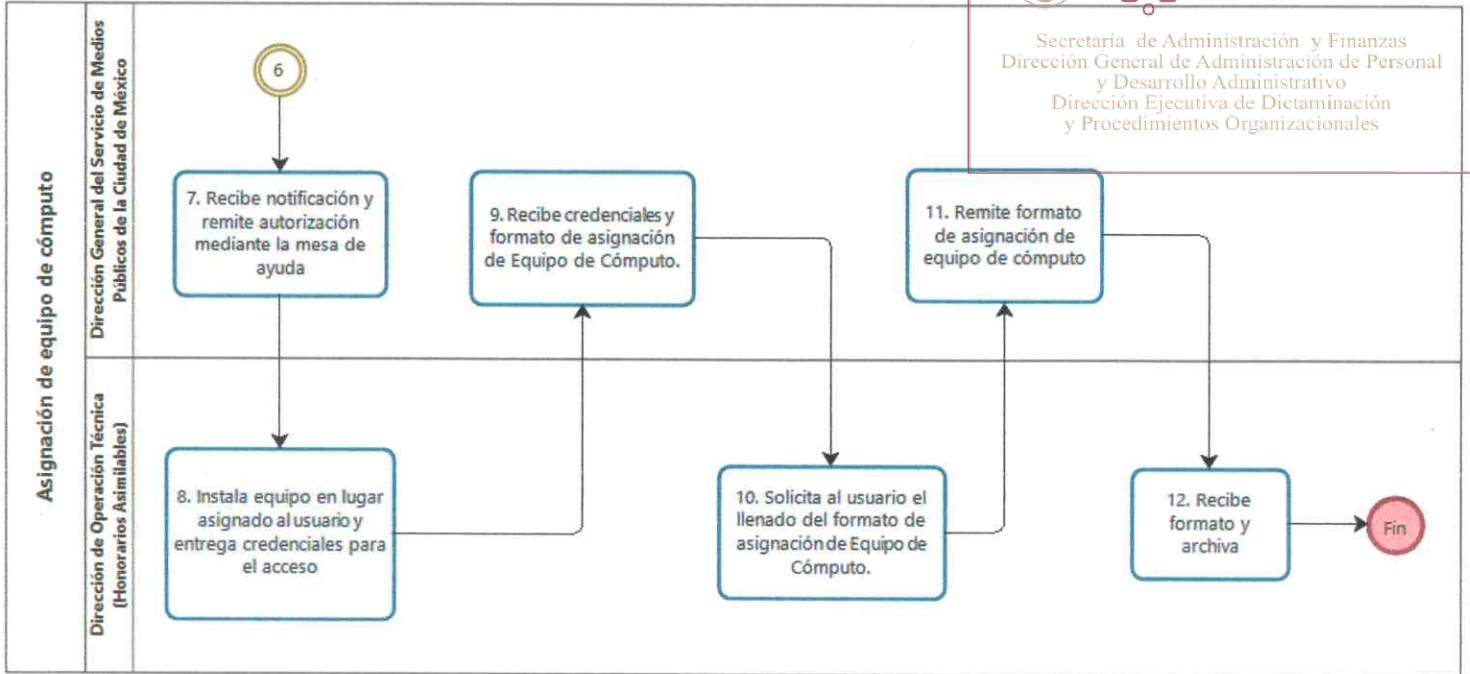 Secretaría de Administración y Finanzas
Dirección General de Administración de Personal
y Desarrollo Administrativo
Dirección Ejecutiva de Dictaminación
y Procedimientos Organizacionales
Asignación de equipo de cómputo
Dirección General del Servicio de Medios
Públicos de la Ciudad de México
6
7. Recibe notificación y
remite autorización
mediante la mesa de
ayuda
9. Recibe credenciales y
formato de asignación
de Equipo de Cómputo.
11. Remite formato
de asignación de
equipo de cómputo
Dirección de Operación Técnica
(Honorarios Asimilables)
8. Instala equipo en lugar
asignado al usuario y
entrega credenciales para
el acceso
10. Solicita al usuario el
llenado del formato de
asignación de Equipo de
Cómputo.
12. Recibe
formato y
archiva
Fin